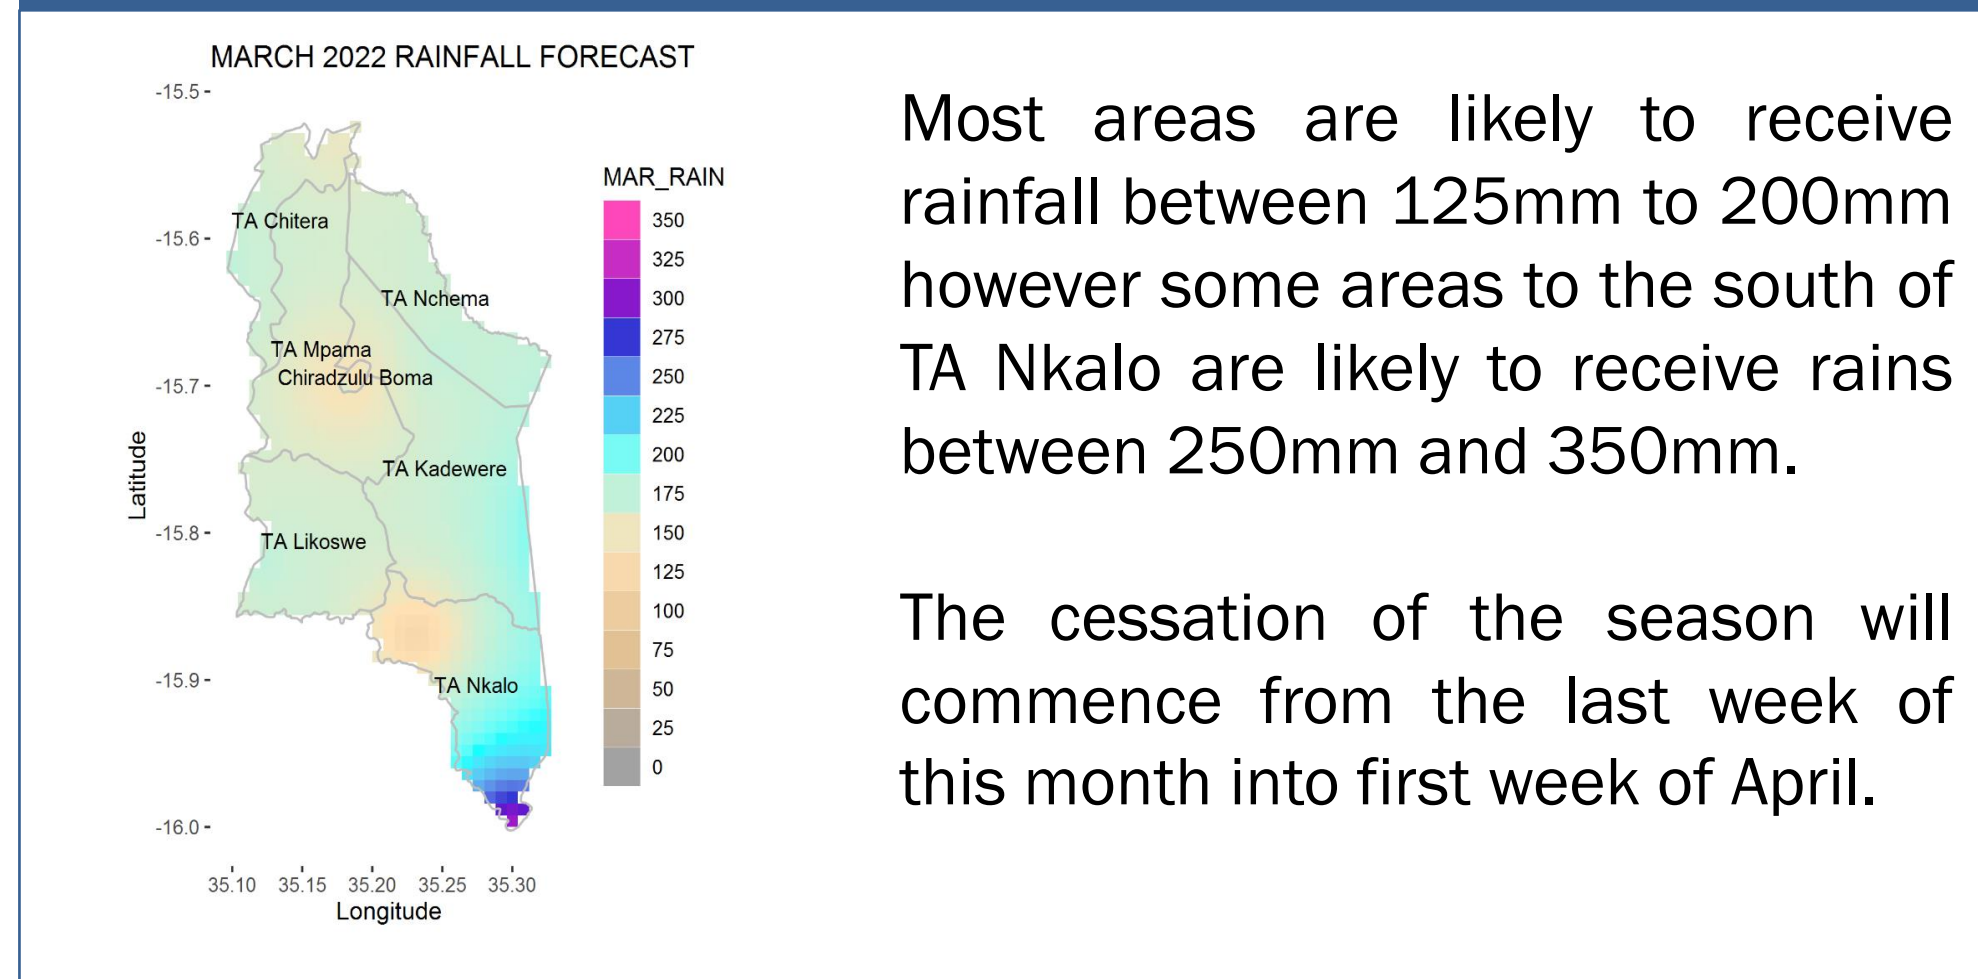 MARCH 2022 RAINFALL FORECAST
-15.5
-15.6
-15.7
-15.8
-15.9
-16.0
Latitude
TA Chitera
TA Nchema
TA Mpama
Chiradzulu Boma
TA Kadewere
TA Likoswe
TA Nkalo
35.10 35.15 35.20 35.25 35.30
Longitude
MAR_RAIN
350
325
300
275
250
225
200
175
150
125
100
75
50
25
0
Most areas are likely to receive
rainfall between 125mm to 200mm
however some areas to the south of
TA Nkalo are likely to receive rains
between 250mm and 350mm.
The cessation of the season will
commence from the last week of
this month into first week of April.